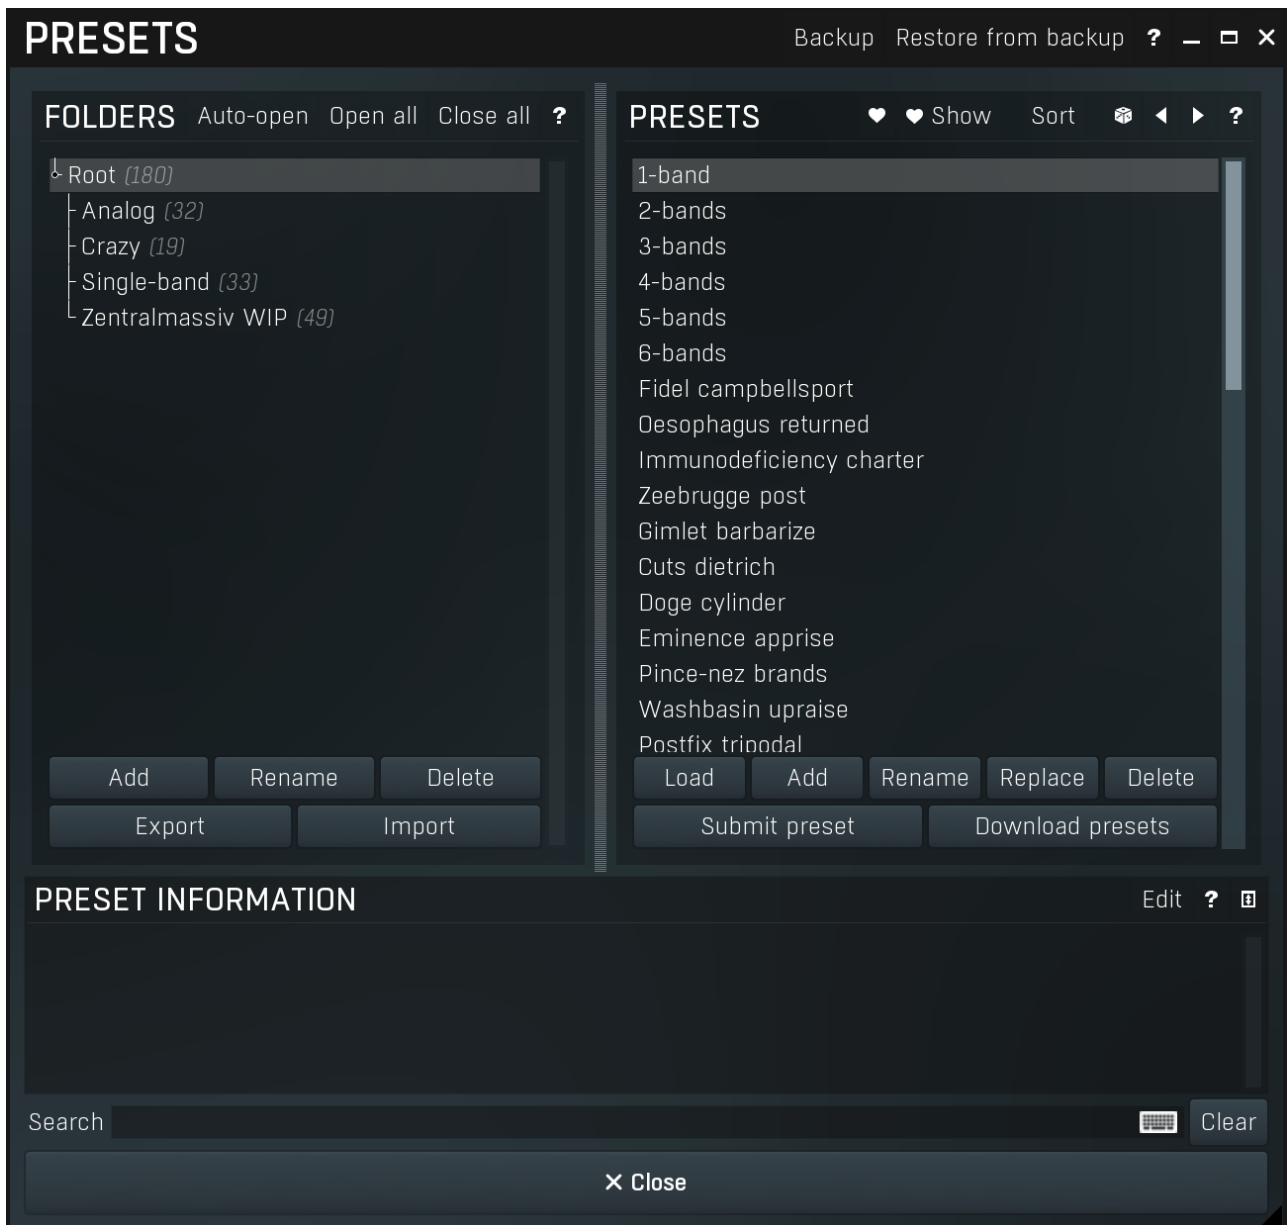 PRESETS Backup Restore from backup ?
FOLDERS Auto-open Open all Close all ?
Root (180)
Analog (32)
Crazy (19)
Single-band (33)
Zentralmassiv WIP (49)
Add Rename Delete
Export Import
PRESETS Show Sort ?
1-band
2-bands
3-bands
4-bands
5-bands
6-bands
Fidel campbellsport
Oesophagus returned
Immunodeficiency charter
Zeebrugge post
Gimlet barbarize
Cuts dietrich
Doge cylinder
Eminence apprise
Pince-nez brands
Washbasin upraise
Postfix tripodal
Load Add Rename Replace Delete
Submit preset Download presets
PRESET INFORMATION Edit ?
Search Clear
Close